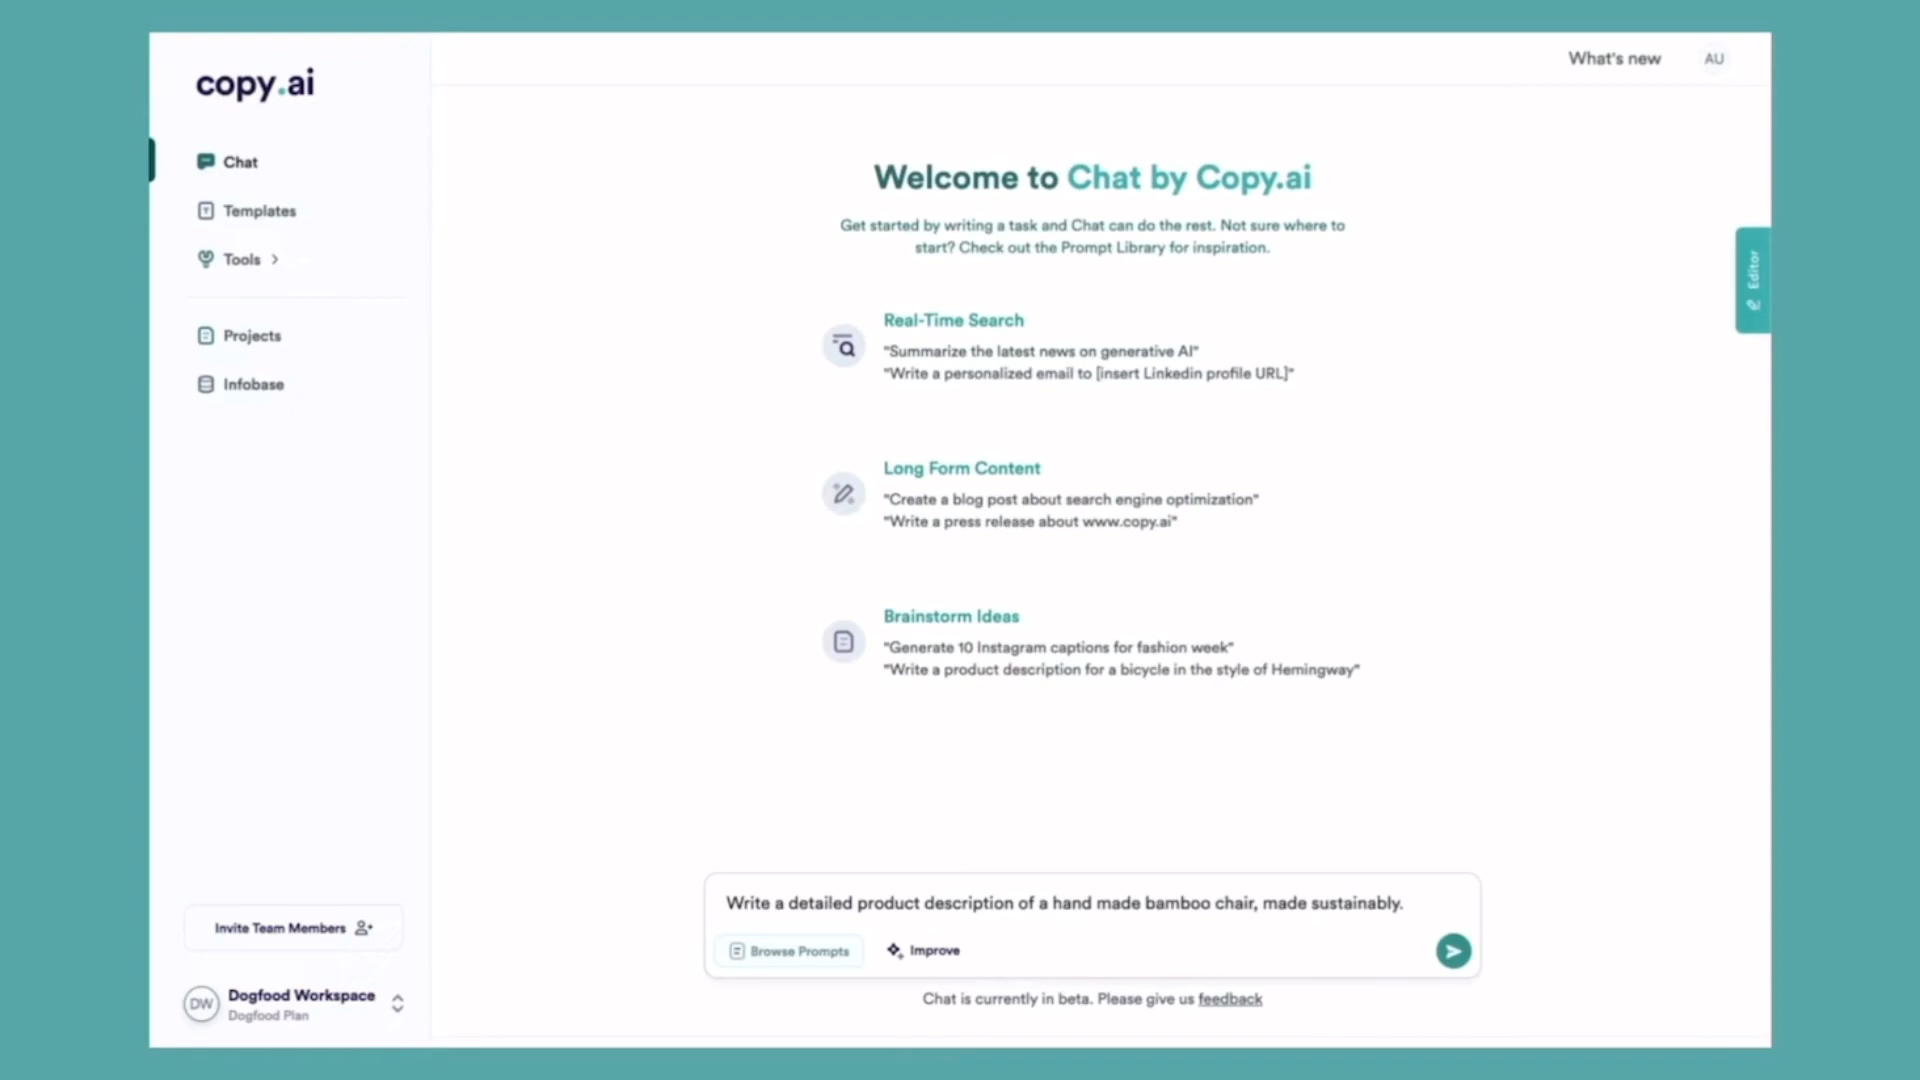 copy.ai
Chat
Templates
Tools
Projects
Infobase
Invite Team Members
DW
Dogfood Workspace
Dogfood Plan
What's new
AU
Welcome to Chat by Copy.ai
Get started by writing a task and Chat can do the rest. Not sure where to
start? Check out the Prompt Library for inspiration.
Real-Time Search
"Summarize the latest news on generative AI"
"Write a personalized email to [insert Linkedin profile URL]"
Long Form Content
"Create a blog post about search engine optimization"
"Write a press release about www.copy.ai"
Brainstorm Ideas
"Generate 10 Instagram captions for fashion week"
"Write a product description for a bicycle in the style of Hemingway"
Editor
Write a detailed product description of a hand made bamboo chair, made sustainably.
Browse Prompts
Improve
Chat is currently in beta. Please give us feedback